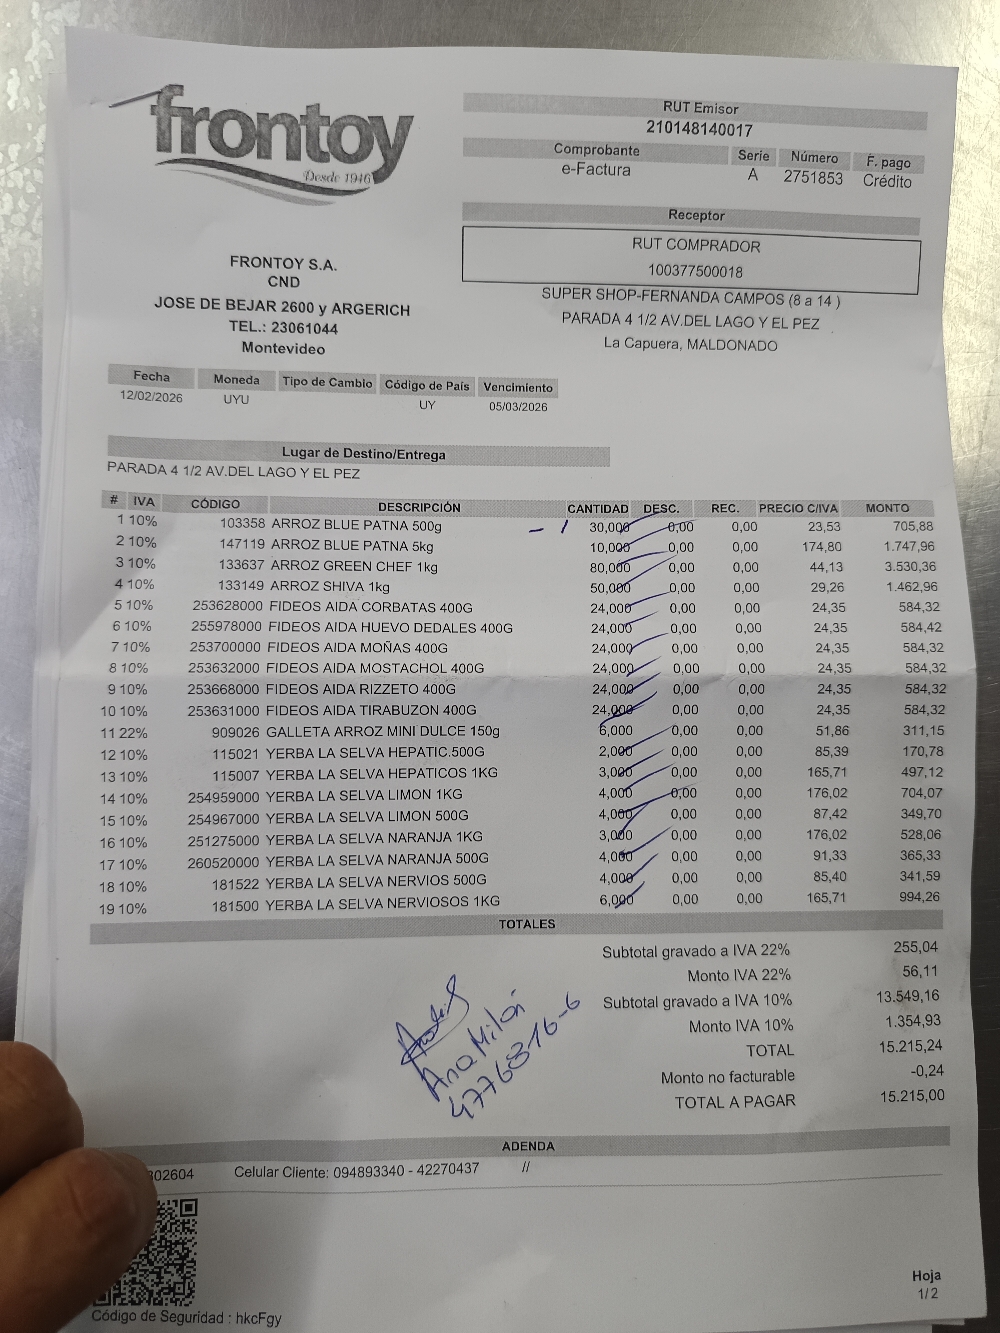 frontoy
Desde 1946
RUT Emisor
210148140017
Comprobante Serie Número F. pago
e-Factura A 2751853 Crédito
Receptor
RUT COMPRADOR
100377500018
SUPER SHOP-FERNANDA CAMPOS (8 a 14 )
PARADA 4 1/2 AV.DEL LAGO Y EL PEZ
La Capuera, MALDONADO
FRONTOY S.A.
CND
JOSE DE BEJAR 2600 y ARGERICH
TEL.: 23061044
Montevideo
Fecha Moneda Tipo de Cambio Código de País Vencimiento
12/02/2026 UYU UY 05/03/2026
Lugar de Destino/Entrega
PARADA 4 1/2 AV.DEL LAGO Y EL PEZ
# IVA CÓDIGO DESCRIPCIÓN CANTIDAD DESC. REC. PRECIO C/IVA MONTO
1 10% 103358 ARROZ BLUE PATNA 500g 30,000 0,00 0,00 23,53 705,88
2 10% 147119 ARROZ BLUE PATNA 5kg 10,000 0,00 0,00 174,80 1.747,96
3 10% 133637 ARROZ GREEN CHEF 1kg 80,000 0,00 0,00 44,13 3.530,36
4 10% 133149 ARROZ SHIVA 1kg 50,000 0,00 0,00 29,26 1.462,96
5 10% 253628000 FIDEOS AIDA CORBATAS 400G 24,000 0,00 0,00 24,35 584,32
6 10% 255978000 FIDEOS AIDA HUEVO DEDALES 400G 24,000 0,00 0,00 24,35 584,42
7 10% 253700000 FIDEOS AIDA MOÑAS 400G 24,000 0,00 0,00 24,35 584,32
8 10% 253632000 FIDEOS AIDA MOSTACHOL 400G 24,000 0,00 0,00 24,35 584,32
9 10% 253668000 FIDEOS AIDA RIZZETO 400G 24,000 0,00 0,00 24,35 584,32
10 10% 253631000 FIDEOS AIDA TIRABUZON 400G 24,000 0,00 0,00 24,35 584,32
11 22% 909026 GALLETA ARROZ MINI DULCE 150g 6,000 0,00 0,00 51,86 311,15
12 10% 115021 YERBA LA SELVA HEPATIC.500G 2,000 0,00 0,00 85,39 170,78
13 10% 115007 YERBA LA SELVA HEPATICOS 1KG 3,000 0,00 0,00 165,71 497,12
14 10% 254959000 YERBA LA SELVA LIMON 1KG 4,000 0,00 0,00 176,02 704,07
15 10% 254967000 YERBA LA SELVA LIMON 500G 4,000 0,00 0,00 87,42 349,70
16 10% 251275000 YERBA LA SELVA NARANJA 1KG 3,000 0,00 0,00 176,02 528,06
17 10% 260520000 YERBA LA SELVA NARANJA 500G 4,000 0,00 0,00 91,33 365,33
18 10% 181522 YERBA LA SELVA NERVIOS 500G 4,000 0,00 0,00 85,40 341,59
19 10% 181500 YERBA LA SELVA NERVIOSOS 1KG 6,000 0,00 0,00 165,71 994,26
TOTALES
Subtotal gravado a IVA 22% 255,04
Monto IVA 22% 56,11
Subtotal gravado a IVA 10% 13.549,16
Monto IVA 10% 1.354,93
TOTAL 15.215,24
Monto no facturable -0,24
TOTAL A PAGAR 15.215,00
Ana Milán
4776816-6
ADENDA
302604 Celular Cliente: 094893340 - 42270437 //
Código de Seguridad : hkcFgy
Hoja
1/2